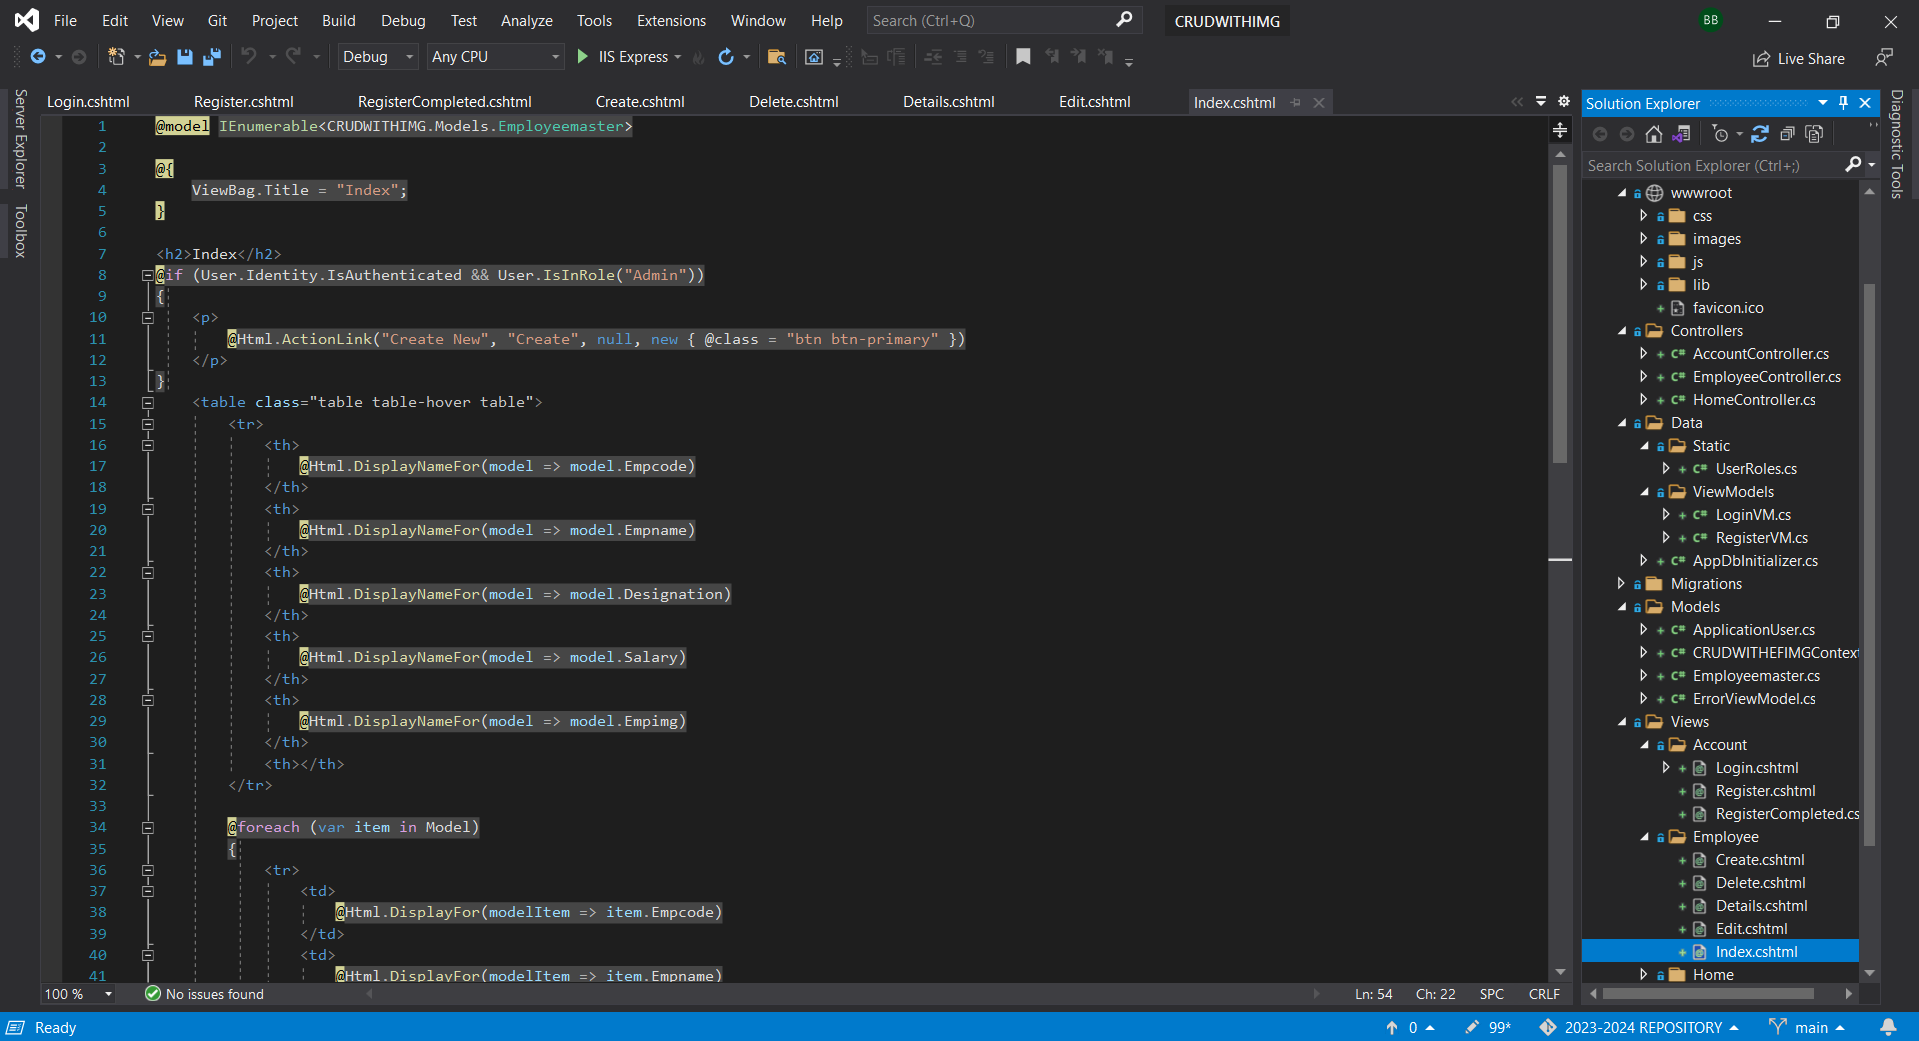 File Edit View Git Project Build Debug Test Analyze Tools Extensions Window Help Search (Ctrl+Q) CRUDWITHIMG BB
Debug Any CPU IIS Express Live Share
Server Explorer
Toolbox
Login.cshtml Register.cshtml RegisterCompleted.cshtml Create.cshtml Delete.cshtml Details.cshtml Edit.cshtml Index.cshtml
1 @model IEnumerable<CRUDWITHIMG.Models.Employeemaster>
2
3 @{
4 ViewBag.Title = "Index";
5 }
6
7 <h2>Index</h2>
8 @if (User.Identity.IsAuthenticated && User.IsInRole("Admin"))
9 {
10 <p>
11 @Html.ActionLink("Create New", "Create", null, new { @class = "btn btn-primary" })
12 </p>
13 }
14 <table class="table table-hover table">
15 <tr>
16 <th>
17 @Html.DisplayNameFor(model => model.Empcode)
18 </th>
19 <th>
20 @Html.DisplayNameFor(model => model.Empname)
21 </th>
22 <th>
23 @Html.DisplayNameFor(model => model.Designation)
24 </th>
25 <th>
26 @Html.DisplayNameFor(model => model.Salary)
27 </th>
28 <th>
29 @Html.DisplayNameFor(model => model.Empimg)
30 </th>
31 <th></th>
32 </tr>
33
34 @foreach (var item in Model)
35 {
36 <tr>
37 <td>
38 @Html.DisplayFor(modelItem => item.Empcode)
39 </td>
40 <td>
41 @Html.DisplayFor(modelItem => item.Empname)
100 % No issues found Ln: 54 Ch: 22 SPC CRLF
Solution Explorer
Search Solution Explorer (Ctrl+;)
wwwroot
css
images
js
lib
favicon.ico
Controllers
C# AccountController.cs
C# EmployeeController.cs
C# HomeController.cs
Data
Static
C# UserRoles.cs
ViewModels
C# LoginVM.cs
C# RegisterVM.cs
C# AppDbInitializer.cs
Migrations
Models
C# ApplicationUser.cs
C# CRUDWITHEFIMGContext
C# Employeemaster.cs
C# ErrorViewModel.cs
Views
Account
Login.cshtml
Register.cshtml
RegisterCompleted.cs
Employee
Create.cshtml
Delete.cshtml
Details.cshtml
Edit.cshtml
Index.cshtml
Home
Diagnostic Tools
Ready 0 99* 2023-2024 REPOSITORY main